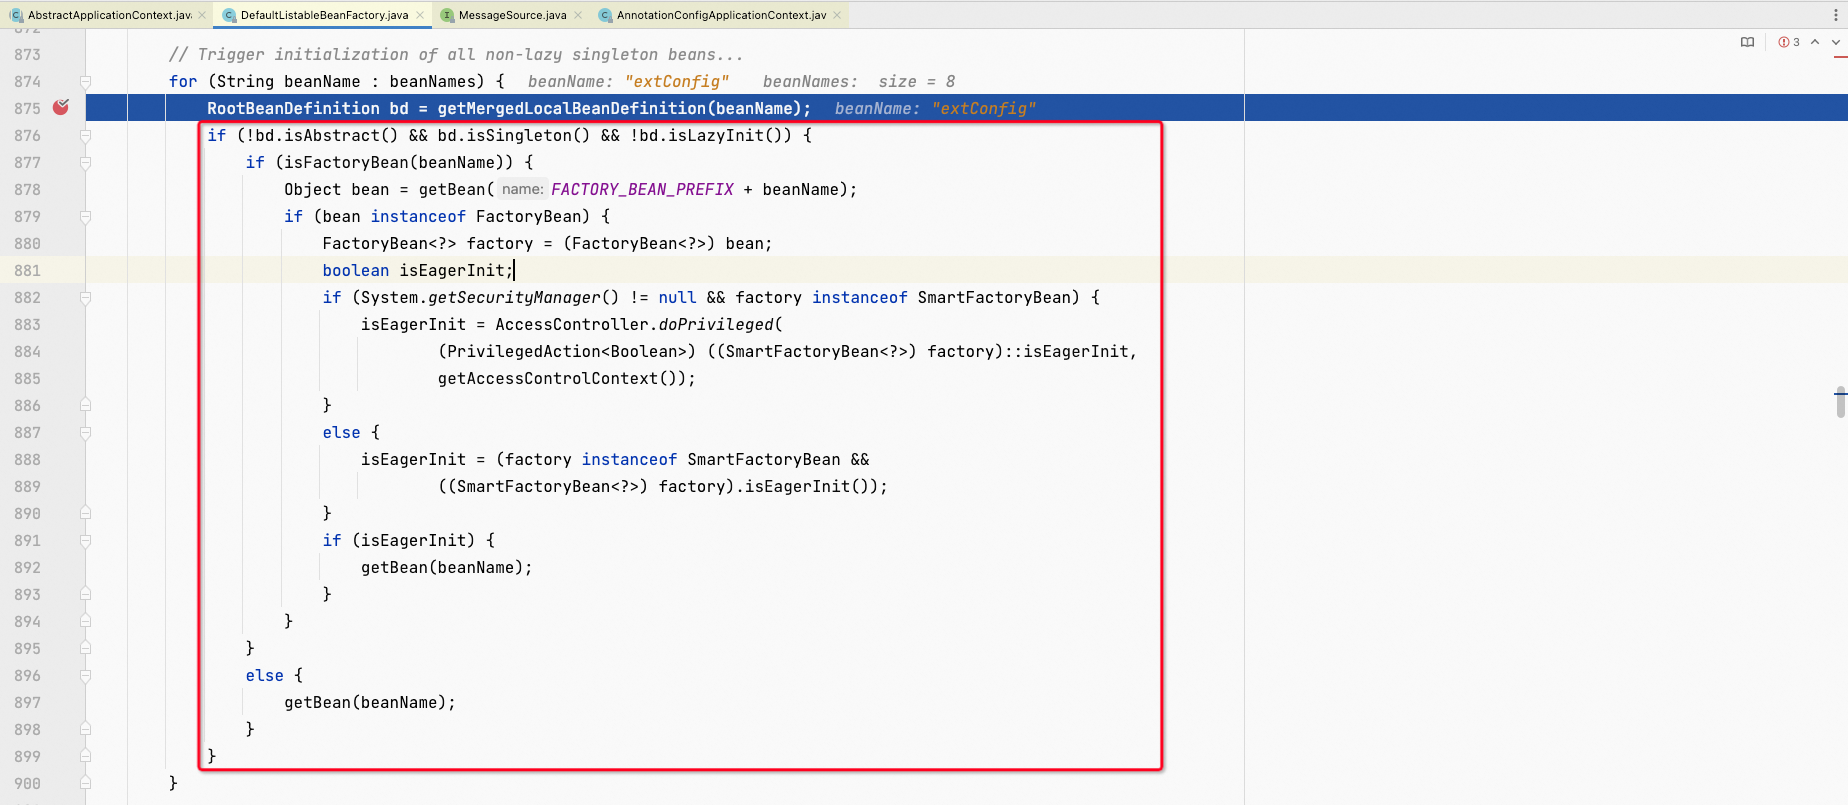 AbstractApplicationContext.java DefaultListableBeanFactory.java MessageSource.java AnnotationConfigApplicationContext.jav
872
3
873 // Trigger initialization of all non-lazy singleton beans...
874 for (String beanName : beanNames) { beanName: "extConfig" beanNames: size = 8
875 RootBeanDefinition bd = getMergedLocalBeanDefinition(beanName); beanName: "extConfig"
876 if (!bd.isAbstract() && bd.isSingleton() && !bd.isLazyInit()) {
877 if (isFactoryBean(beanName)) {
878 Object bean = getBean( name: FACTORY_BEAN_PREFIX + beanName);
879 if (bean instanceof FactoryBean) {
880 FactoryBean<?> factory = (FactoryBean<?>) bean;
881 boolean isEagerInit;
882 if (System.getSecurityManager() != null && factory instanceof SmartFactoryBean) {
883 isEagerInit = AccessController.doPrivileged(
884 (PrivilegedAction<Boolean>) ((SmartFactoryBean<?>) factory)::isEagerInit,
885 getAccessControlContext());
886 }
887 else {
888 isEagerInit = (factory instanceof SmartFactoryBean &&
889 ((SmartFactoryBean<?>) factory).isEagerInit());
890 }
891 if (isEagerInit) {
892 getBean(beanName);
893 }
894 }
895 }
896 else {
897 getBean(beanName);
898 }
899 }
900 }